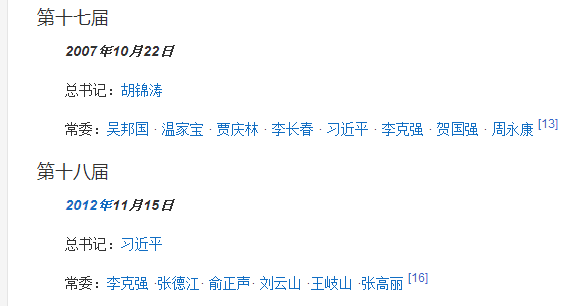 第十七届
2007年10月22日
总书记：胡锦涛
常委：吴邦国 · 温家宝 · 贾庆林 · 李长春 · 习近平 · 李克强 · 贺国强 · 周永康 [13]
第十八届
2012年11月15日
总书记：习近平
常委：李克强 ·张德江· 俞正声· 刘云山 ·王岐山 ·张高丽 [16]